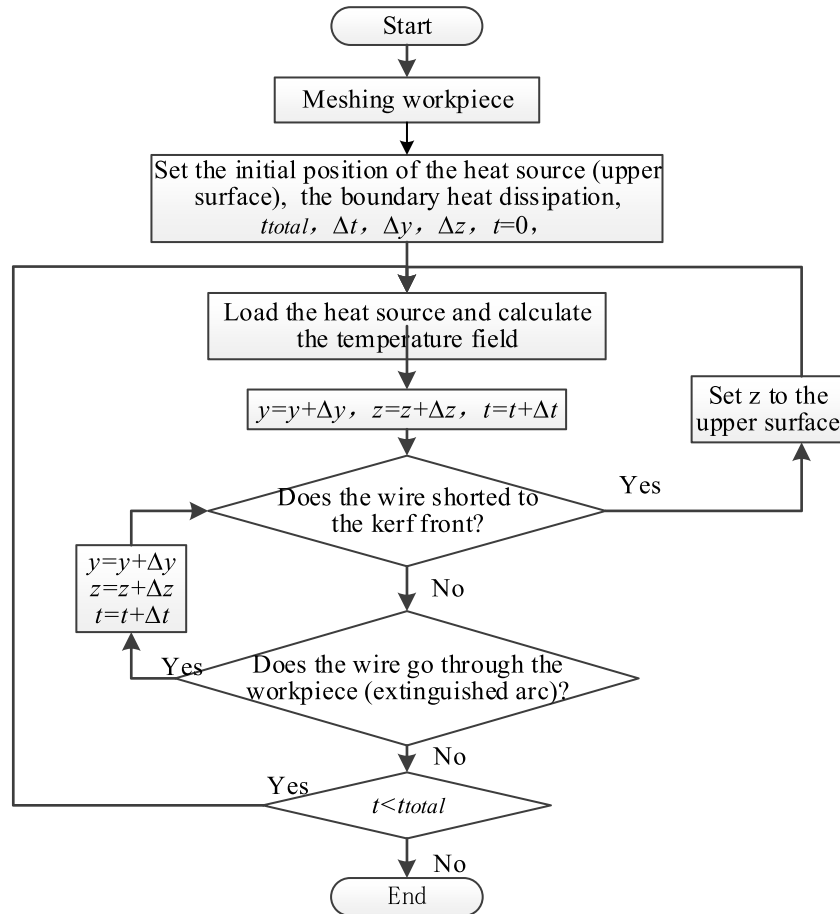 Start
Meshing workpiece
Set the initial position of the heat source (upper
surface), the boundary heat dissipation,
ttotal，Δt，Δy，Δz，t=0，
Load the heat source and calculate
the temperature field
y=y+Δy，z=z+Δz，t=t+Δt
Set z to the
upper surface
Does the wire shorted to
the kerf front?
Yes
y=y+Δy
z=z+Δz
t=t+Δt
No
Yes
Does the wire go through the
workpiece (extinguished arc)?
No
Yes
t<ttotal
No
End